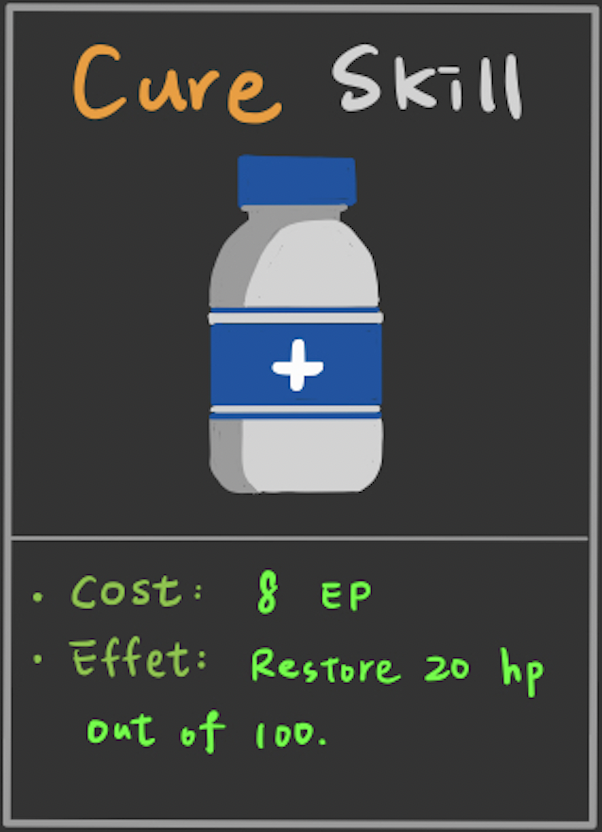 Cure Skill
• Cost: 8 EP
• Effet: Restore 20 hp
out of 100.